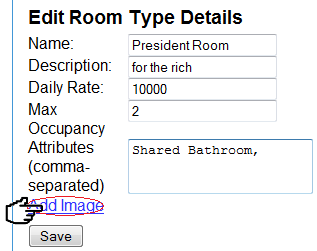 Edit Room Type Details
Name: President Room
Description: for the rich
Daily Rate: 10000
Max Occupancy 2
Attributes (comma-separated) Shared Bathroom,
Add Image
Save